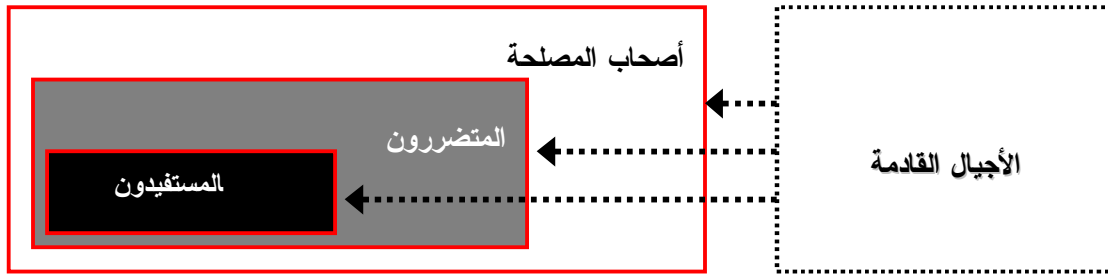 أصحاب المصلحة
المتضررون
المستفيدون
الأجيال القادمة